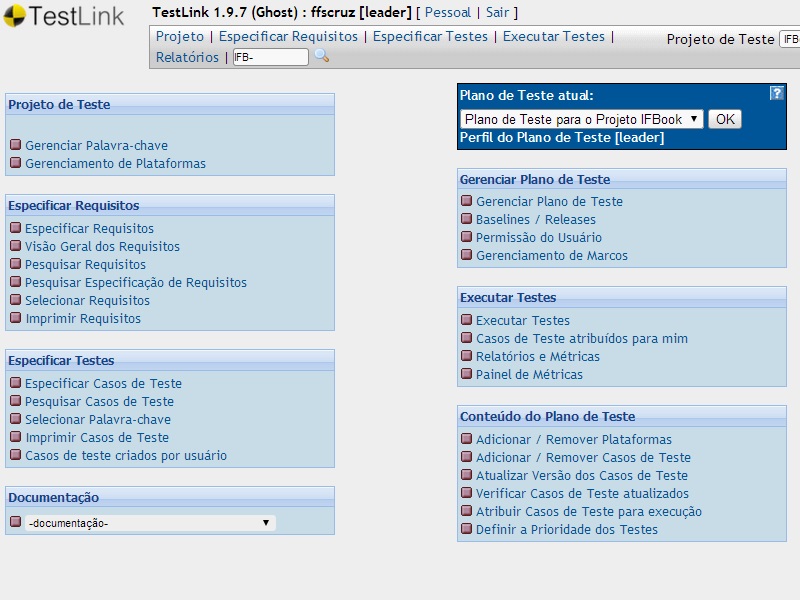 TestLink
TestLink 1.9.7 (Ghost) : ffscruz [leader] [ Pessoal | Sair ]
Projeto | Especificar Requisitos | Especificar Testes | Executar Testes |
Relatórios | IFB-
Projeto de Teste IFB
Projeto de Teste
Gerenciar Palavra-chave
Gerenciamento de Plataformas
Especificar Requisitos
Especificar Requisitos
Visão Geral dos Requisitos
Pesquisar Requisitos
Pesquisar Especificação de Requisitos
Selecionar Requisitos
Imprimir Requisitos
Especificar Testes
Especificar Casos de Teste
Pesquisar Casos de Teste
Selecionar Palavra-chave
Imprimir Casos de Teste
Casos de teste criados por usuário
Documentação
-documentação-
Plano de Teste atual: ?
Plano de Teste para o Projeto IFBook OK
Perfil do Plano de Teste [leader]
Gerenciar Plano de Teste
Gerenciar Plano de Teste
Baselines / Releases
Permissão do Usuário
Gerenciamento de Marcos
Executar Testes
Executar Testes
Casos de Teste atribuídos para mim
Relatórios e Métricas
Painel de Métricas
Conteúdo do Plano de Teste
Adicionar / Remover Plataformas
Adicionar / Remover Casos de Teste
Atualizar Versão dos Casos de Teste
Verificar Casos de Teste atualizados
Atribuir Casos de Teste para execução
Definir a Prioridade dos Testes